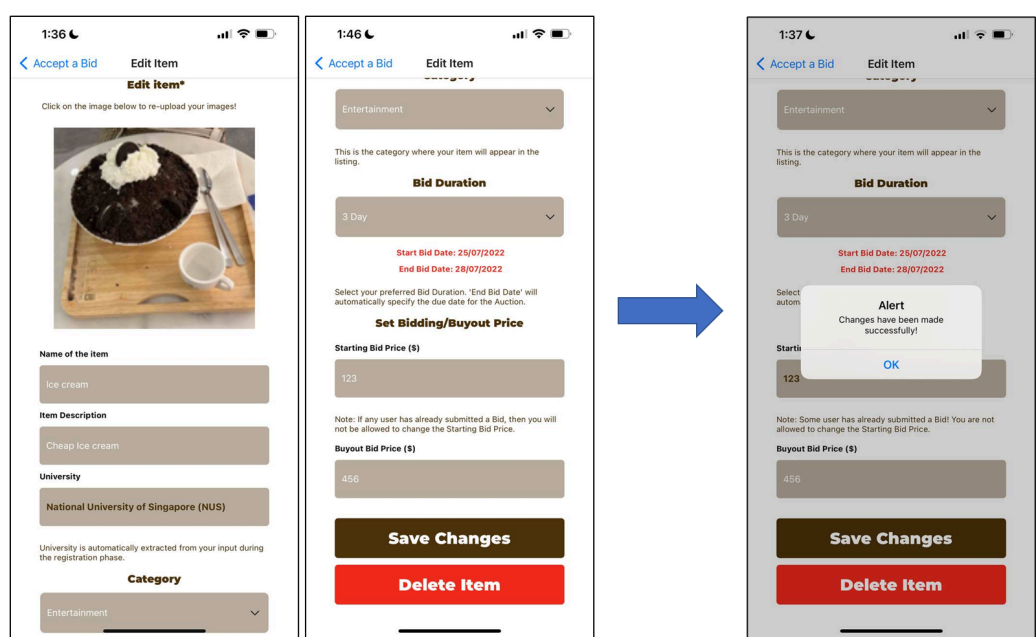 1:36
Accept a Bid
Edit Item
Edit item*
Click on the image below to re-upload your images!
Name of the item
Ice cream
Item Description
Cheap Ice cream
University
National University of Singapore (NUS)
University is automatically extracted from your input during
the registration phase.
Category
Entertainment
1:46
Accept a Bid
Edit Item
Category
Entertainment
This is the category where your item will appear in the
listing.
Bid Duration
3 Day
Start Bid Date: 25/07/2022
End Bid Date: 28/07/2022
Select your preferred Bid Duration. 'End Bid Date' will
automatically specify the due date for the Auction.
Set Bidding/Buyout Price
Starting Bid Price ($)
123
Note: If any user has already submitted a Bid, then you will
not be allowed to change the Starting Bid Price.
Buyout Bid Price ($)
456
Save Changes
Delete Item
1:37
Accept a Bid
Edit Item
Category
Entertainment
This is the category where your item will appear in the
listing.
Bid Duration
3 Day
Start Bid Date: 25/07/2022
End Bid Date: 28/07/2022
Select
autom
Alert
Changes have been made
successfully!
OK
Starti
123
Note: Some user has already submitted a Bid! You are not
allowed to change the Starting Bid Price.
Buyout Bid Price ($)
456
Save Changes
Delete Item